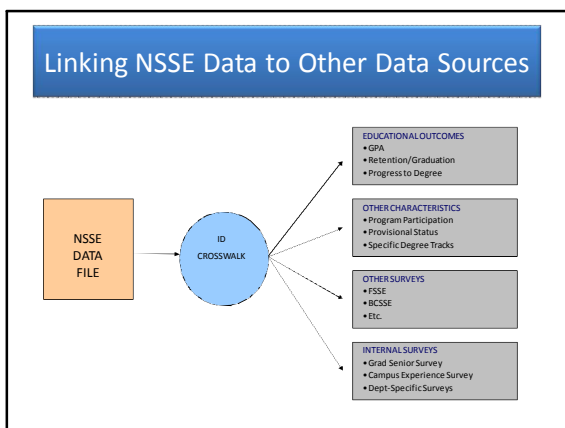 Linking NSSE Data to Other Data Sources
NSSE
DATA
FILE
ID
CROSSWALK
EDUCATIONAL OUTCOMES
• GPA
• Retention/Graduation
• Progress to Degree
OTHER CHARACTERISTICS
• Program Participation
• Provisional Status
• Specific Degree Tracks
OTHER SURVEYS
• FSSE
• BCSSE
• Etc.
INTERNAL SURVEYS
• Grad Senior Survey
• Campus Experience Survey
• Dept-Specific Surveys